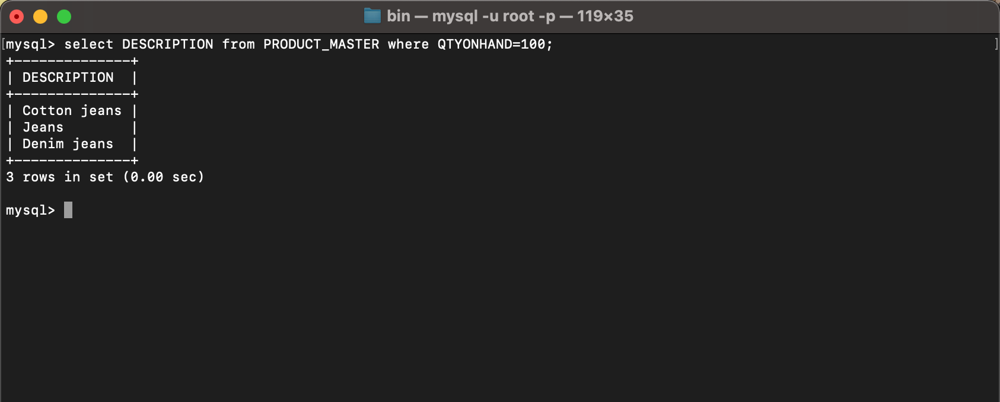 bin — mysql -u root -p — 119×35
[mysql> select DESCRIPTION from PRODUCT_MASTER where QTYONHAND=100; ]
+--------------+
| DESCRIPTION  |
+--------------+
| Cotton jeans |
| Jeans        |
| Denim jeans  |
+--------------+
3 rows in set (0.00 sec)
mysql>